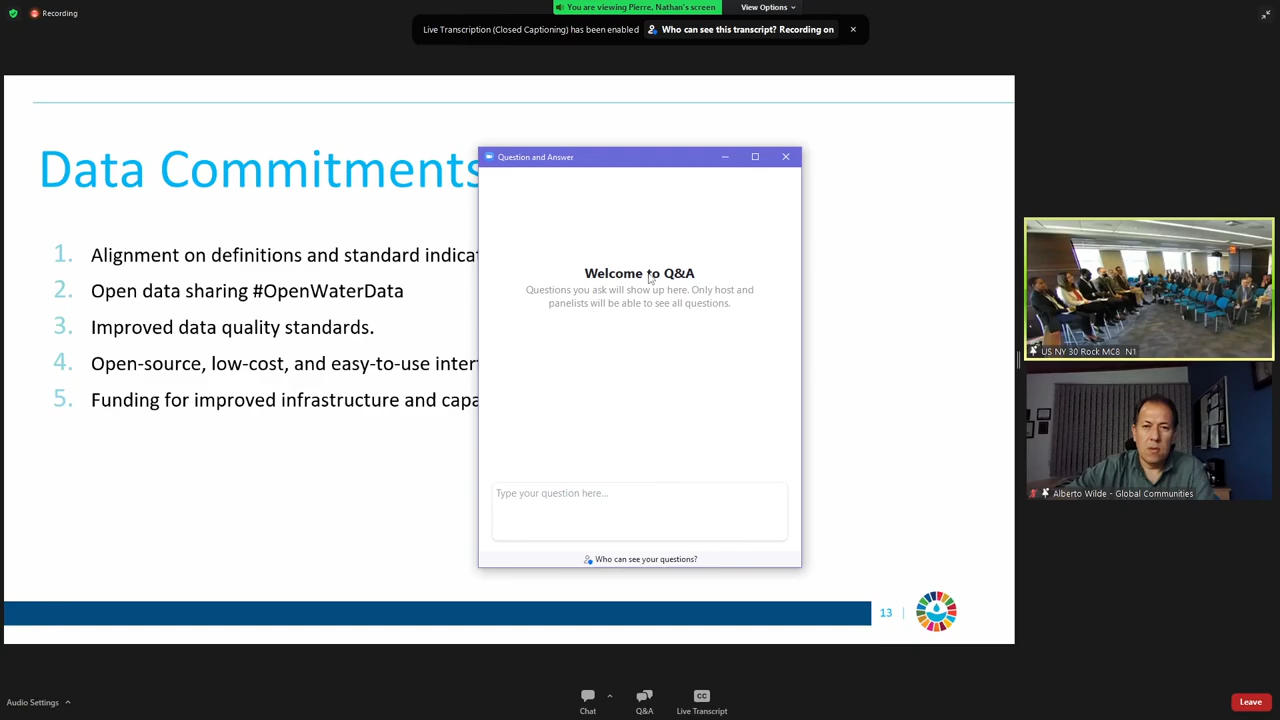 Recording
You are viewing Pierre, Nathan's screen
View Options
Live Transcription (Closed Captioning) has been enabled
Who can see this transcript? Recording on
Data Commitments
1. Alignment on definitions and standard indicat
2. Open data sharing #OpenWaterData
3. Improved data quality standards.
4. Open-source, low-cost, and easy-to-use inter
5. Funding for improved infrastructure and capa
13 |
Question and Answer
Welcome to Q&A
Questions you ask will show up here. Only host and
panelists will be able to see all questions.
Type your question here...
Who can see your questions?
US NY 30 Rock MC8 N1
Alberto Wilde - Global Communities
Audio Settings
Chat
Q&A
CC
Live Transcript
Leave